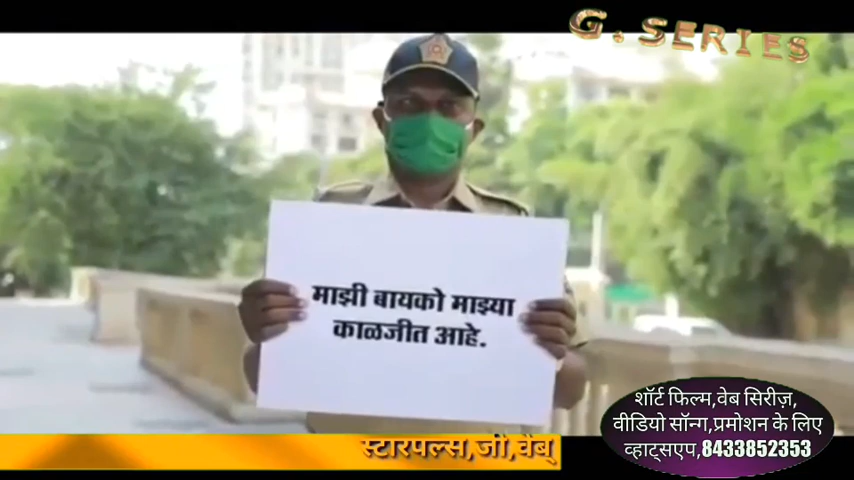 G. SERIES
माझी बायको माझ्या
काळजीत आहे.
स्टारपल्स,जी,वेब्
शॉर्ट फिल्म,वेब सिरीज़,
वीडियो सॉन्ग,प्रमोशन के लिए
व्हाट्सएप,8433852353